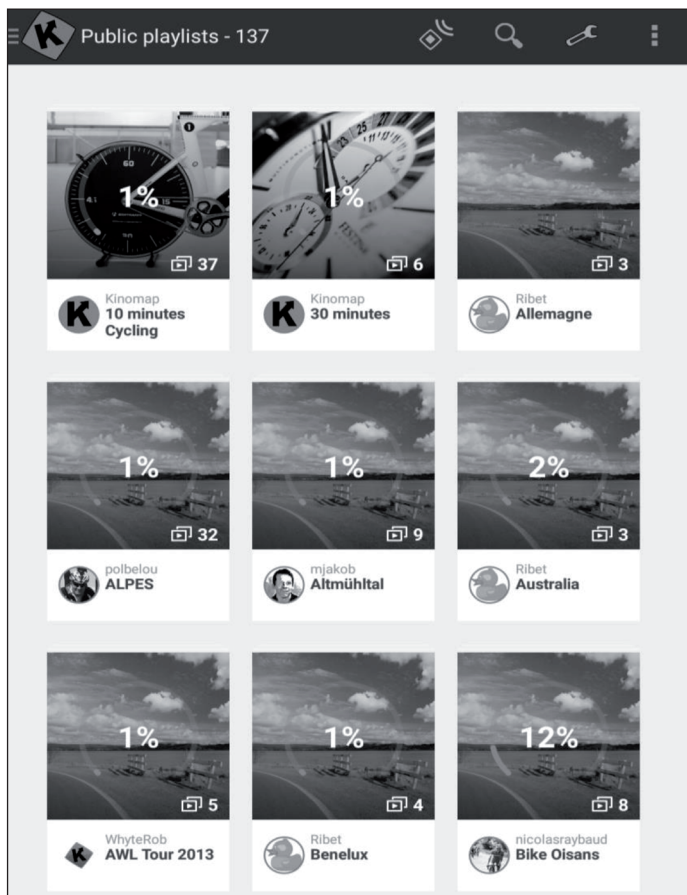 Public playlists - 137
1%
37
Kinomap
10 minutes
Cycling
1%
6
Kinomap
30 minutes
3
Ribet
Allemagne
1%
32
polbelou
ALPES
1%
9
mjakob
Altmühltal
2%
3
Ribet
Australia
1%
5
WhyteRob
AWL Tour 2013
1%
4
Ribet
Benelux
12%
8
nicolasraybaud
Bike Oisans